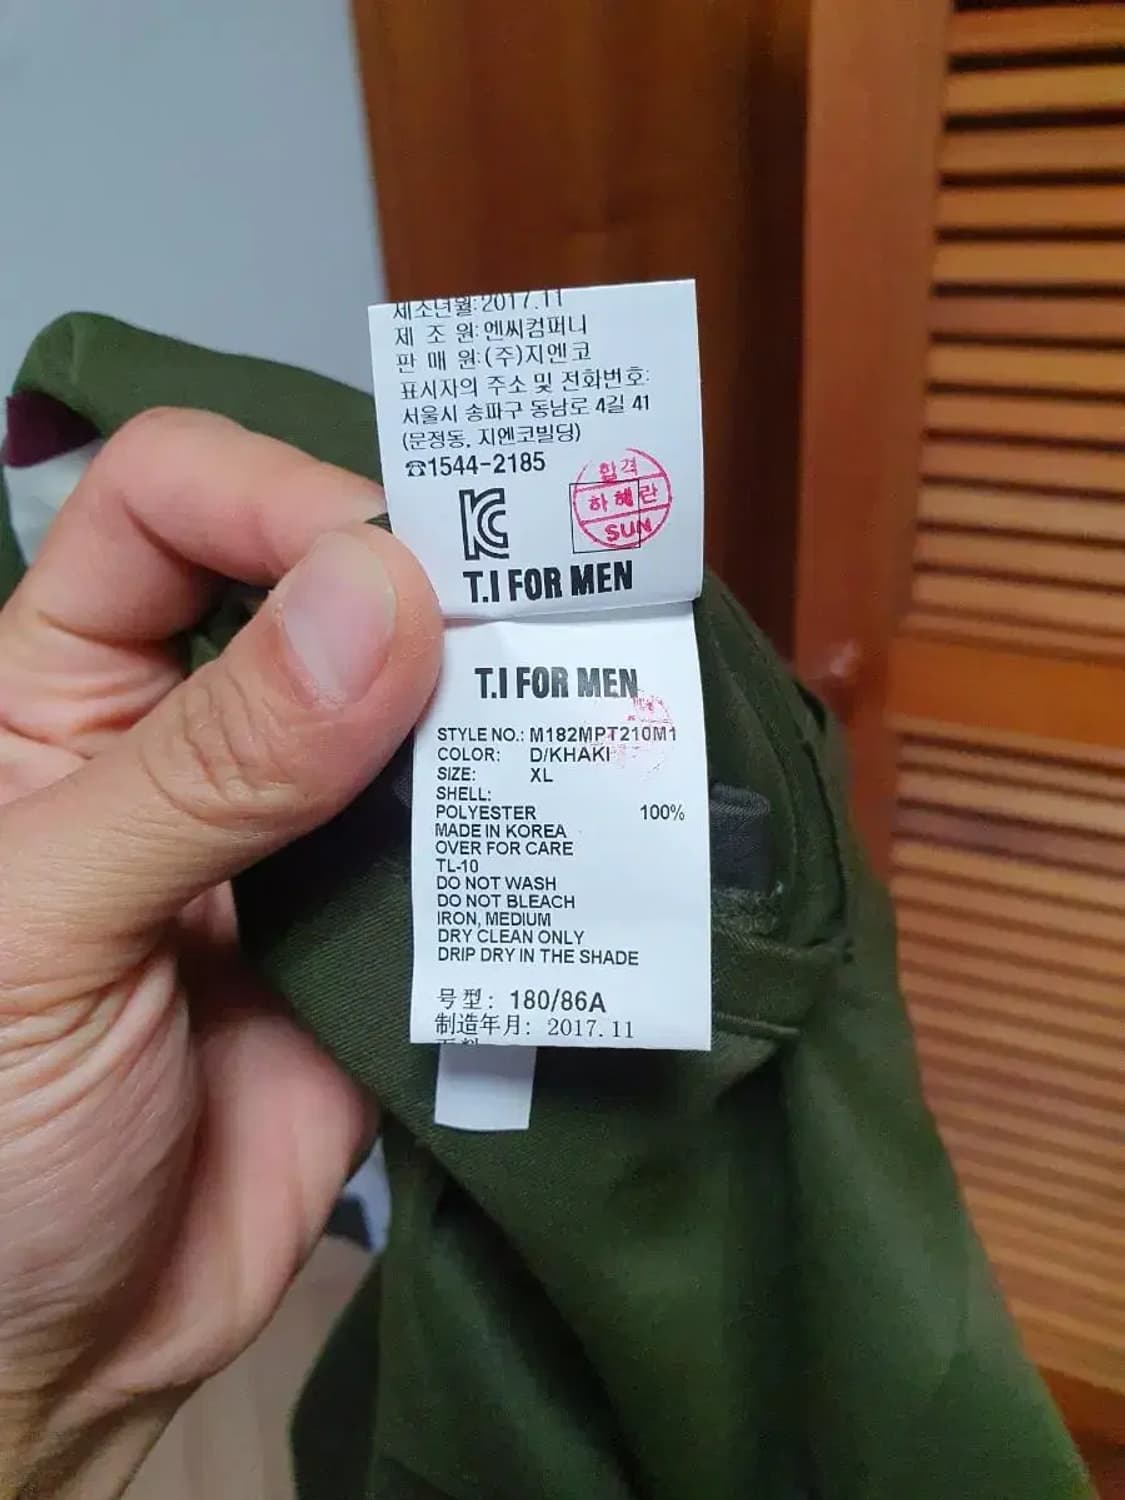 제조년월:2017.11
제 조 원:엔씨컴퍼니
판 매 원:(주)지엔코
표시자의 주소 및 전화번호:
서울시 송파구 동남로 4길 41
(문정동, 지엔코빌딩)
☎1544-2185
합격
하혜란
SUN
T.I FOR MEN
T.I FOR MEN
STYLE NO.: M182MPT210M1
COLOR: D/KHAKI
SIZE: XL
SHELL:
POLYESTER 100%
MADE IN KOREA
OVER FOR CARE
TL-10
DO NOT WASH
DO NOT BLEACH
IRON, MEDIUM
DRY CLEAN ONLY
DRIP DRY IN THE SHADE
号型: 180/86A
制造年月: 2017.11